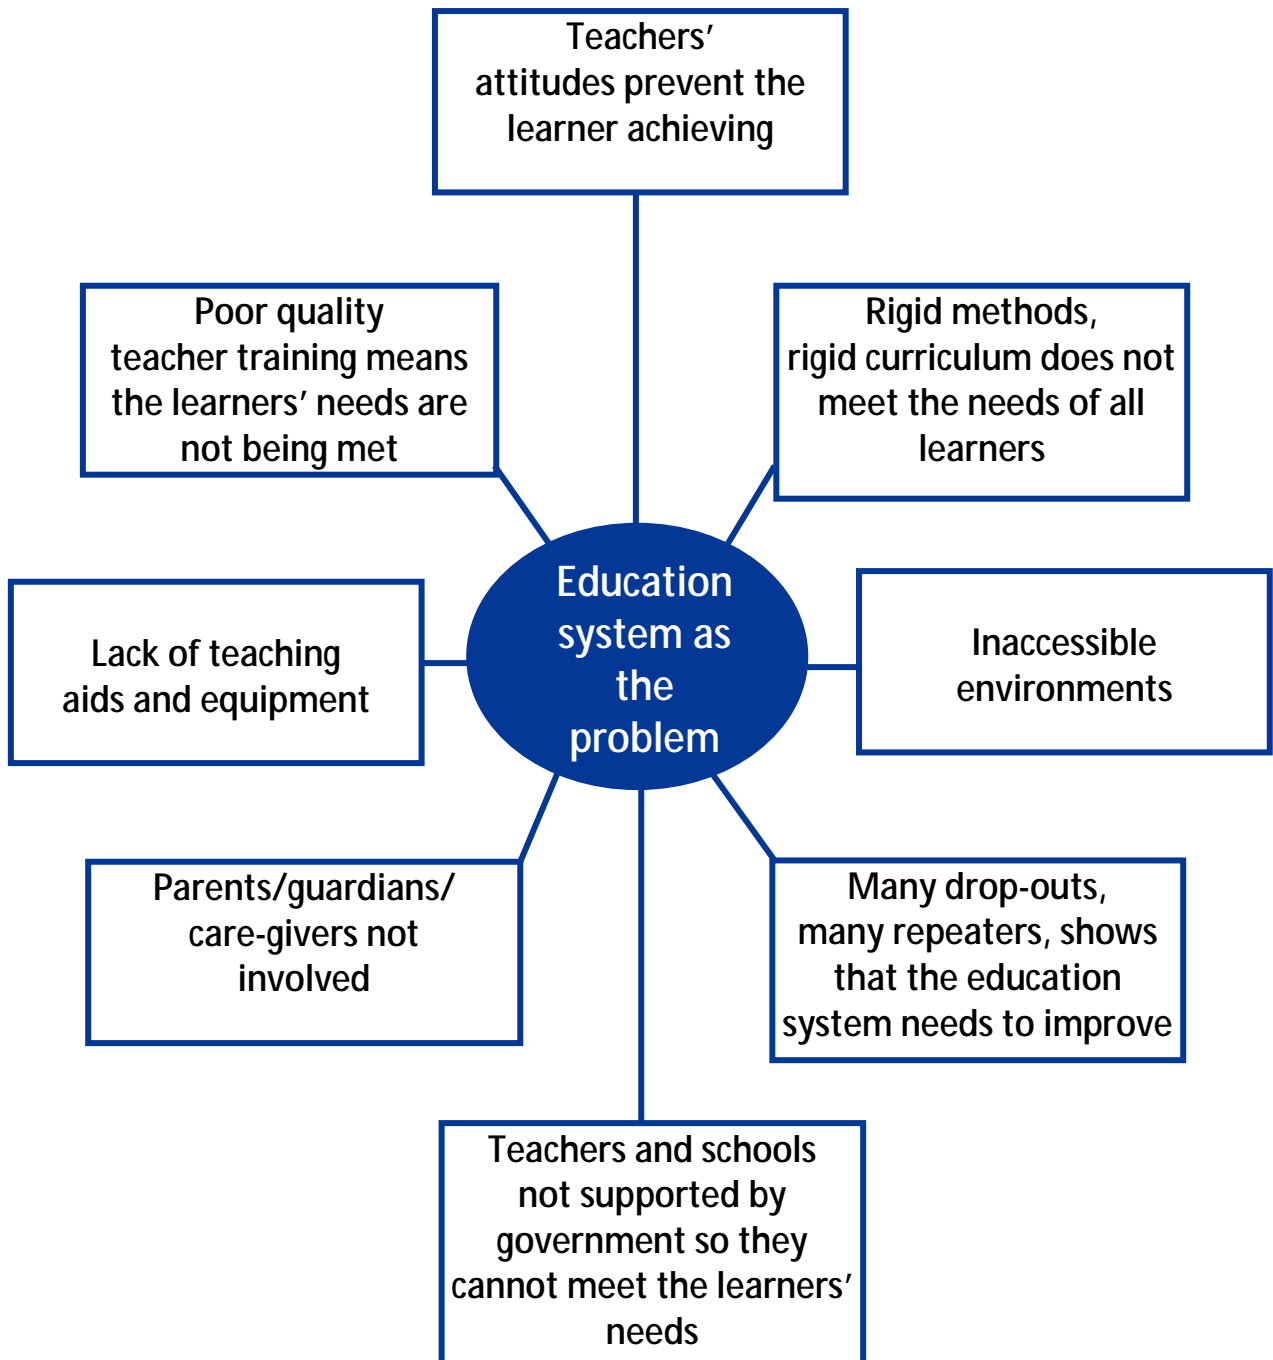 Teachers’
attitudes prevent the
learner achieving
Poor quality
teacher training means
the learners’ needs are
not being met
Rigid methods,
rigid curriculum does not
meet the needs of all
learners
Lack of teaching
aids and equipment
Education
system as
the
problem
Inaccessible
environments
Parents/guardians/
care-givers not
involved
Many drop-outs,
many repeaters, shows
that the education
system needs to improve
Teachers and schools
not supported by
government so they
cannot meet the learners’
needs